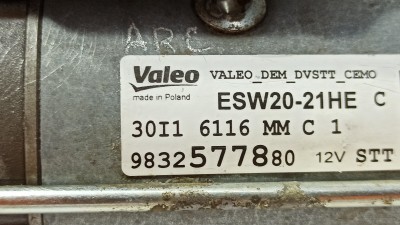 ARC
Valeo VALEO_DEM_DVSTT_CEMO
made in Poland ESW20-21HE C
30I1 6116 MM C 1
9832577880 12V STT